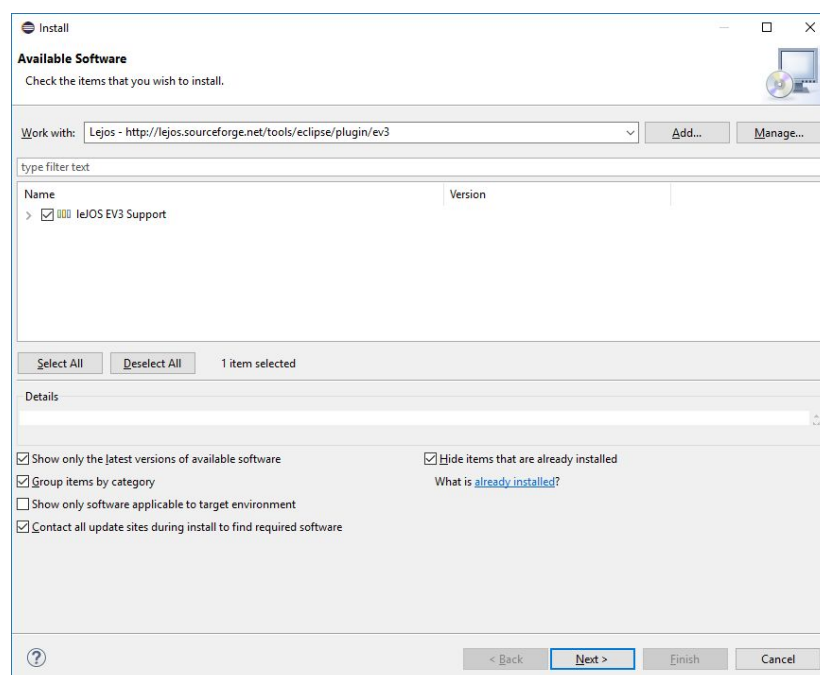 Install
Available Software
Check the items that you wish to install.
Work with: Lejos - http://lejos.sourceforge.net/tools/eclipse/plugin/ev3 Add... Manage...
type filter text
Name Version
leJOS EV3 Support
Select All Deselect All 1 item selected
Details
Show only the latest versions of available software Hide items that are already installed
Group items by category What is already installed?
Show only software applicable to target environment
Contact all update sites during install to find required software
? < Back Next > Finish Cancel